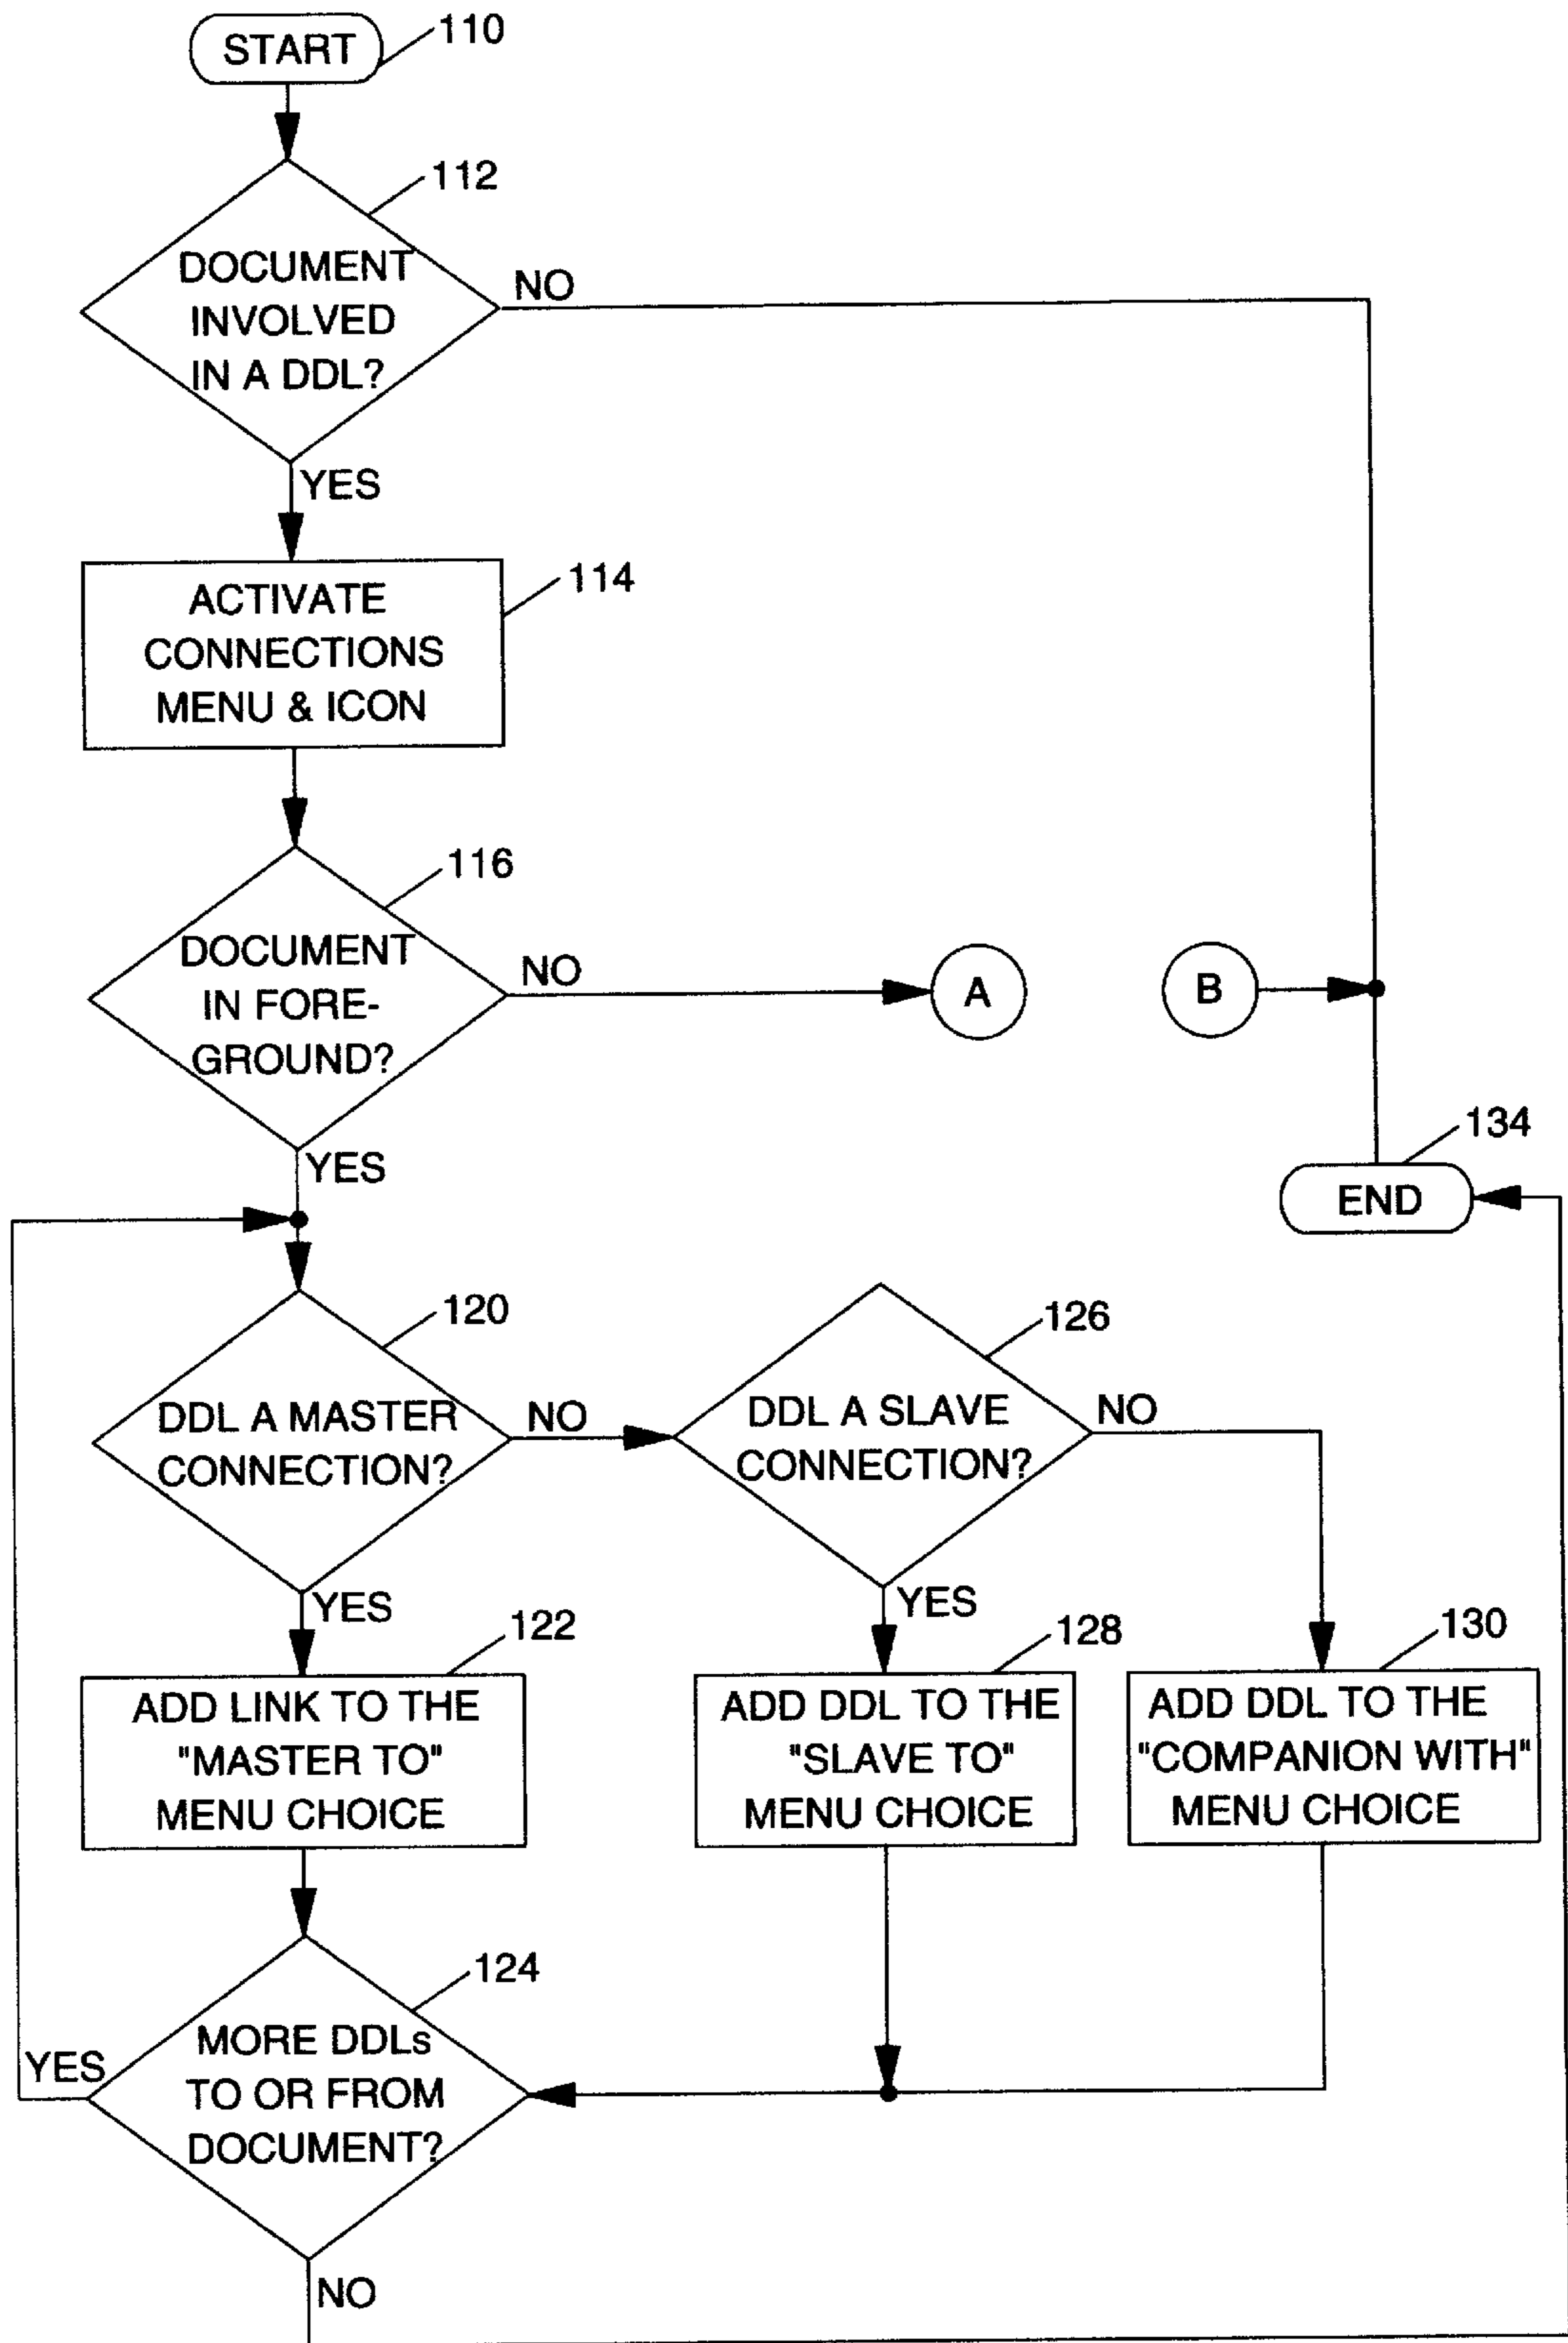 START
110
112
DOCUMENT
INVOLVED
IN A DDL?
NO
YES
114
ACTIVATE
CONNECTIONS
MENU & ICON
116
DOCUMENT
IN FORE-
GROUND?
NO
A
B
YES
134
END
120
DDL A MASTER
CONNECTION?
NO
126
DDL A SLAVE
CONNECTION?
NO
YES
122
ADD LINK TO THE
"MASTER TO"
MENU CHOICE
YES
128
ADD DDL TO THE
"SLAVE TO"
MENU CHOICE
130
ADD DDL TO THE
"COMPANION WITH"
MENU CHOICE
124
MORE DDLs
TO OR FROM
DOCUMENT?
YES
NO